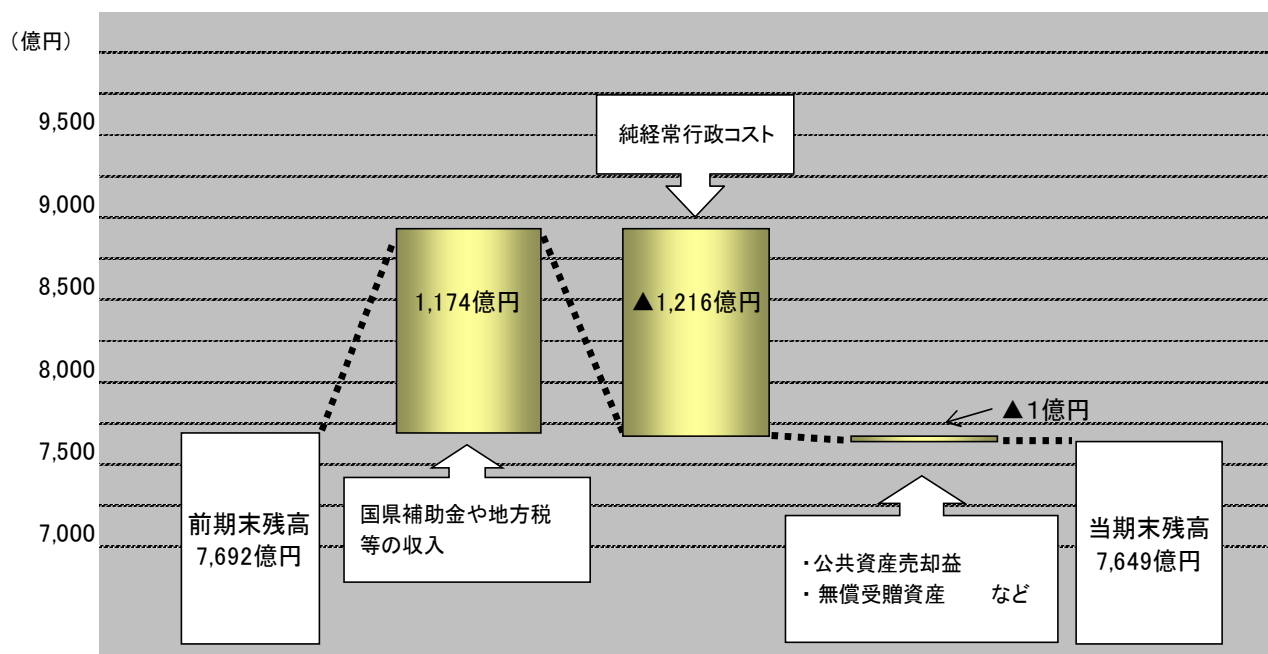 (億円)
9,500
9,000
8,500
8,000
7,500
7,000
純経常行政コスト
1,174億円
▲1,216億円
▲1億円
前期末残高
7,692億円
国県補助金や地方税
等の収入
・公共資産売却益
・無償受贈資産 など
当期末残高
7,649億円